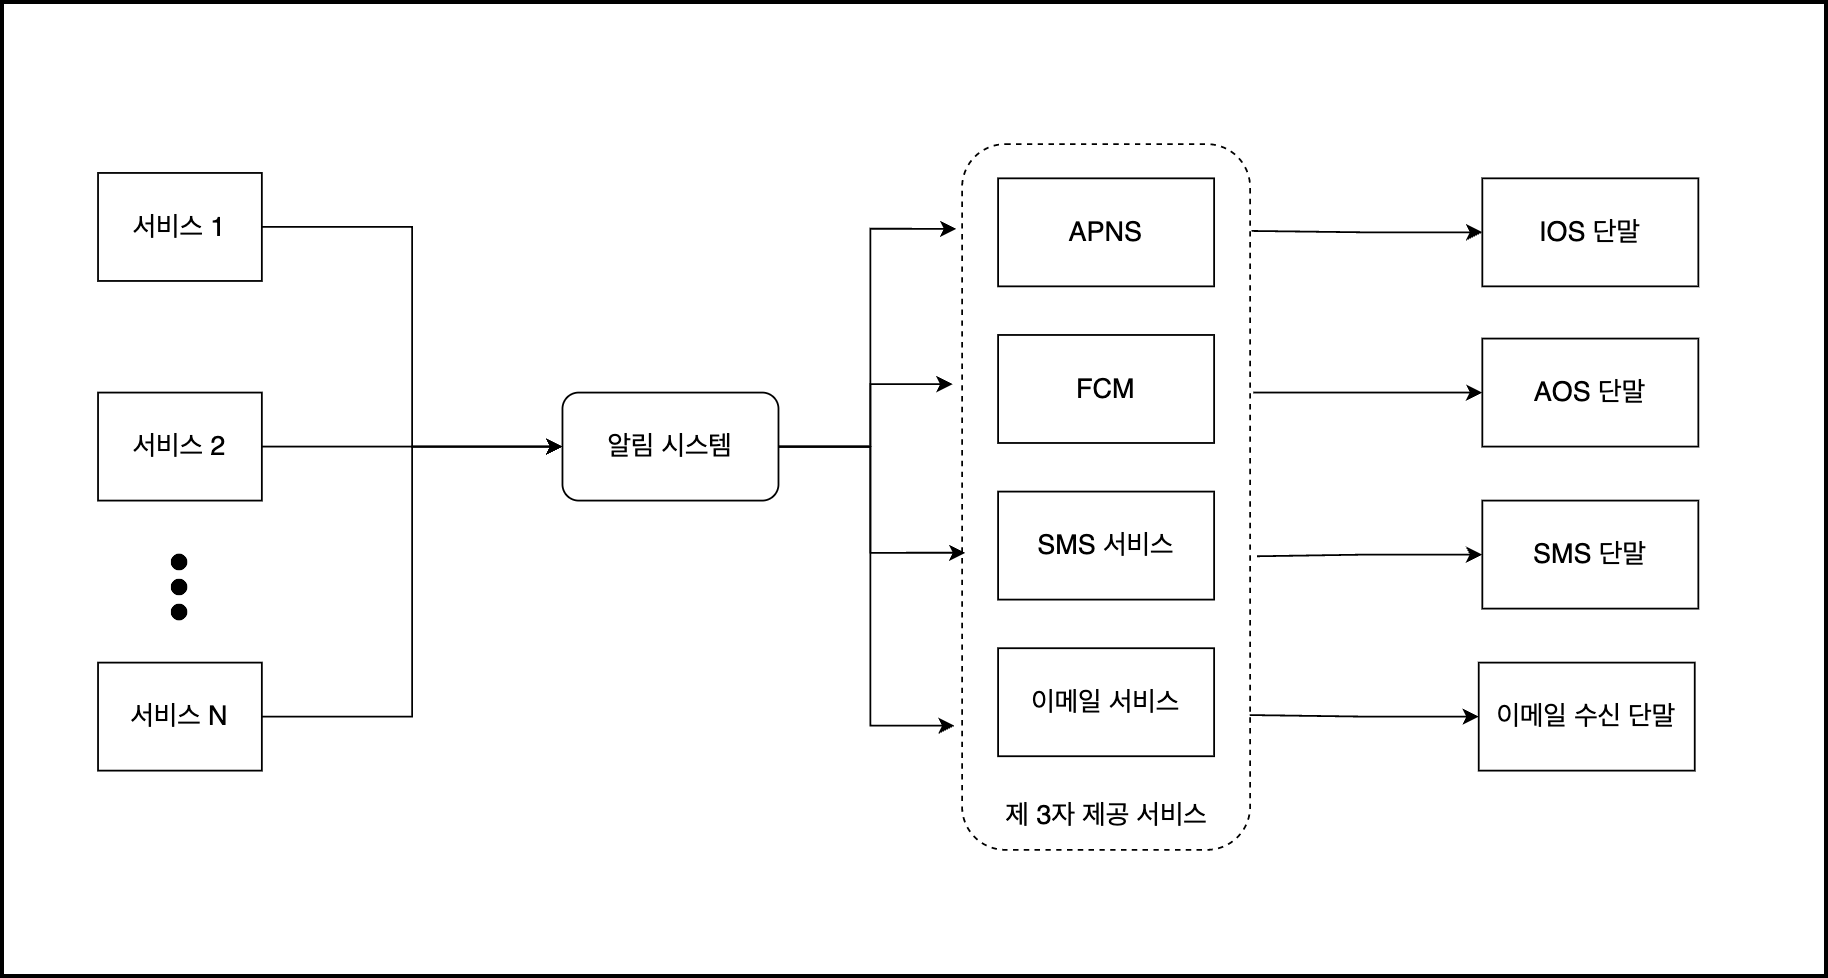 서비스 1
서비스 2
서비스 N
알림 시스템
APNS
FCM
SMS 서비스
이메일 서비스
제 3자 제공 서비스
IOS 단말
AOS 단말
SMS 단말
이메일 수신 단말